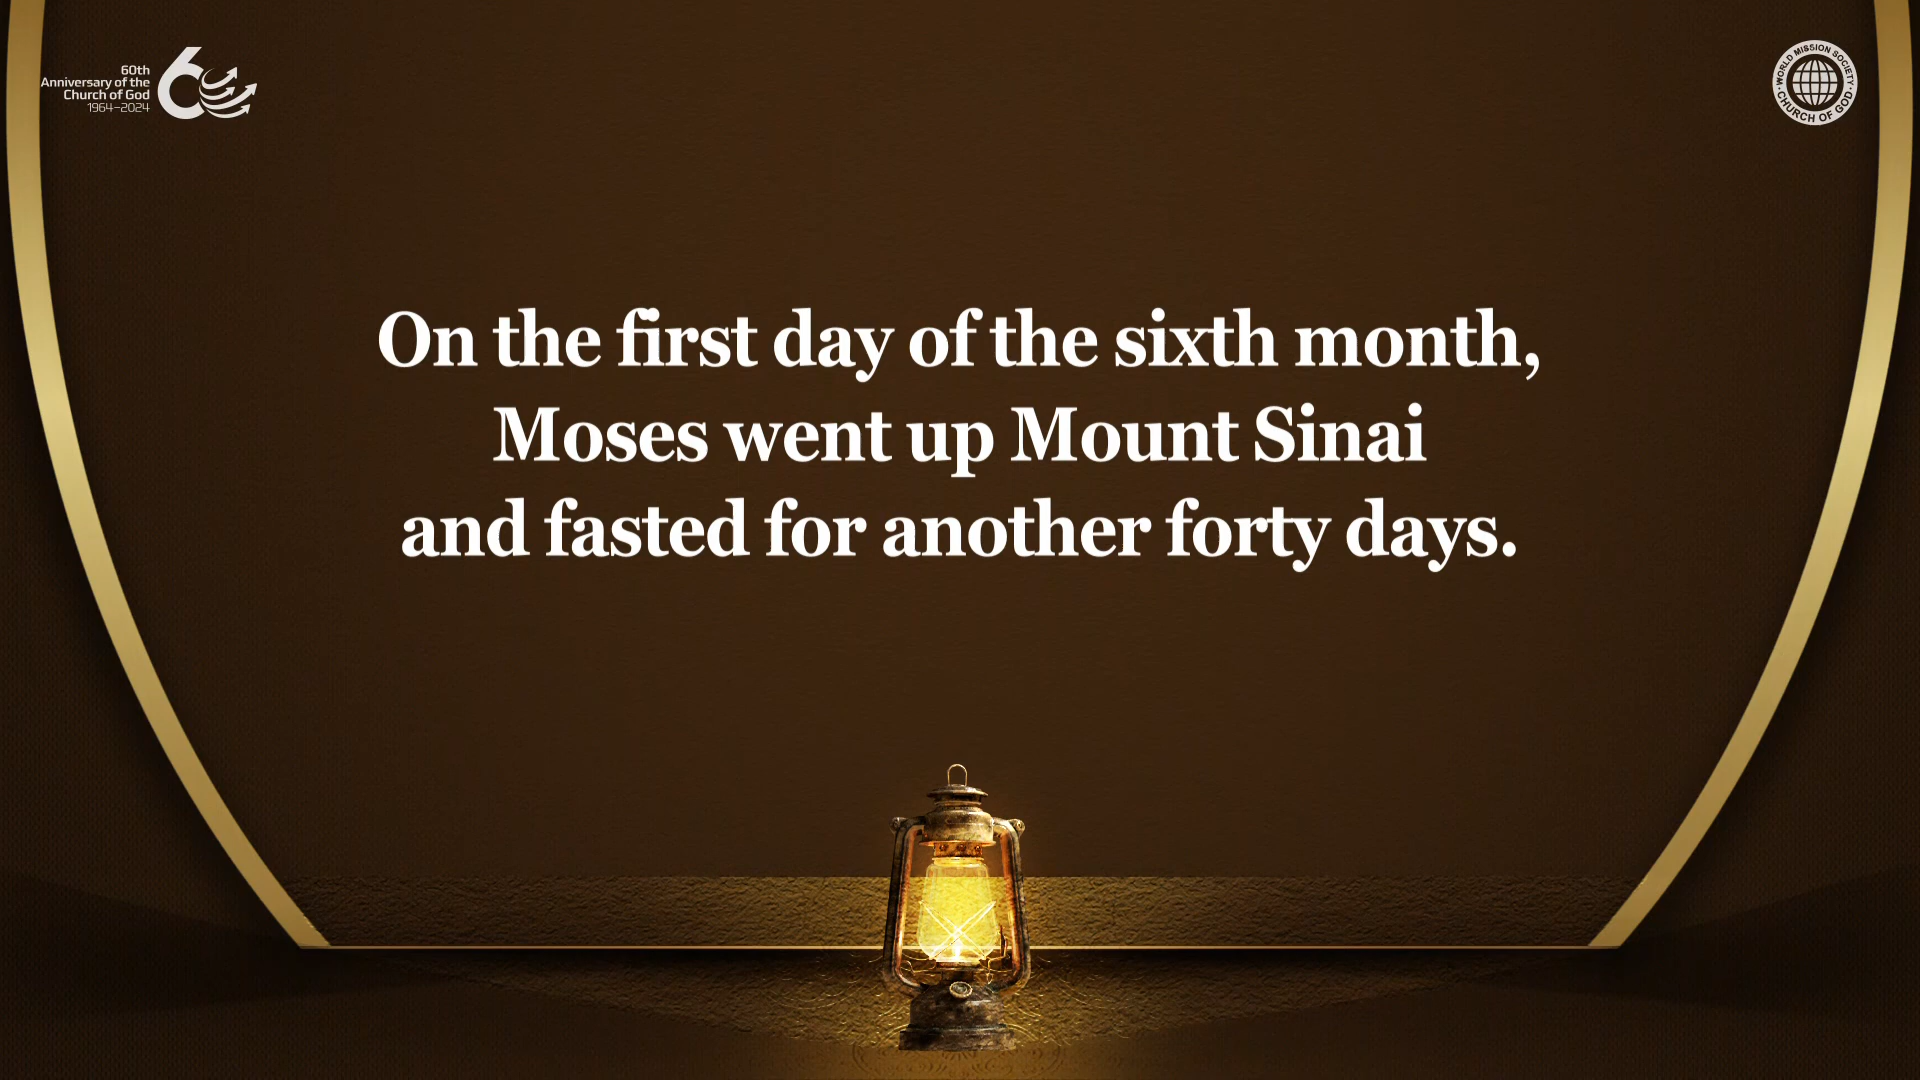 60th
Anniversary of the
Church of God
1964–2024
WORLD MISSION SOCIETY
CHURCH OF GOD
On the first day of the sixth month,
Moses went up Mount Sinai
and fasted for another forty days.